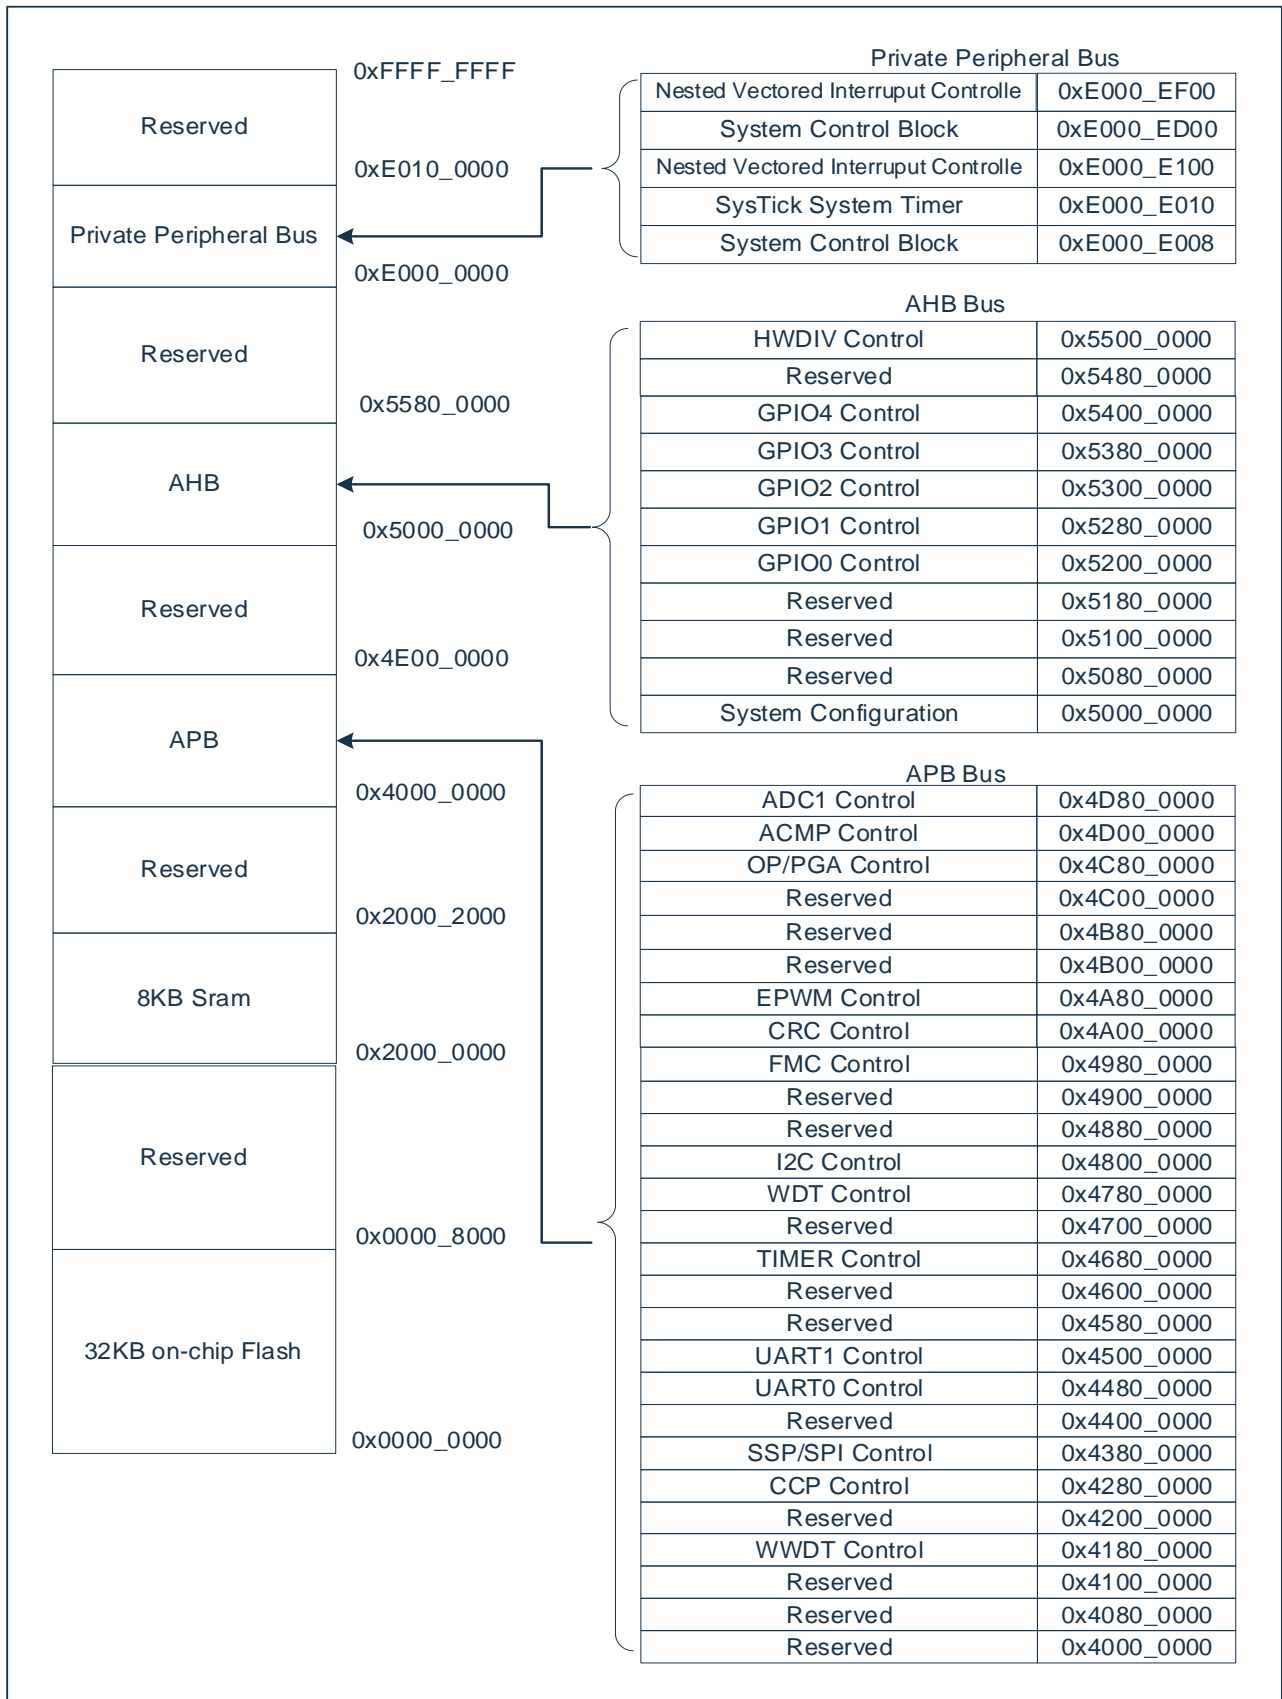 0xFFFF_FFFF
Reserved
0xE010_0000
Private Peripheral Bus
0xE000_0000
Reserved
0x5580_0000
AHB
0x5000_0000
Reserved
0x4E00_0000
APB
0x4000_0000
Reserved
0x2000_2000
8KB Sram
0x2000_0000
Reserved
0x0000_8000
32KB on-chip Flash
0x0000_0000
Private Peripheral Bus
Nested Vectored Interruput Controlle 0xE000_EF00
System Control Block 0xE000_ED00
Nested Vectored Interruput Controlle 0xE000_E100
SysTick System Timer 0xE000_E010
System Control Block 0xE000_E008
AHB Bus
HWDIV Control 0x5500_0000
Reserved 0x5480_0000
GPIO4 Control 0x5400_0000
GPIO3 Control 0x5380_0000
GPIO2 Control 0x5300_0000
GPIO1 Control 0x5280_0000
GPIO0 Control 0x5200_0000
Reserved 0x5180_0000
Reserved 0x5100_0000
Reserved 0x5080_0000
System Configuration 0x5000_0000
APB Bus
ADC1 Control 0x4D80_0000
ACMP Control 0x4D00_0000
OP/PGA Control 0x4C80_0000
Reserved 0x4C00_0000
Reserved 0x4B80_0000
Reserved 0x4B00_0000
EPWM Control 0x4A80_0000
CRC Control 0x4A00_0000
FMC Control 0x4980_0000
Reserved 0x4900_0000
Reserved 0x4880_0000
I2C Control 0x4800_0000
WDT Control 0x4780_0000
Reserved 0x4700_0000
TIMER Control 0x4680_0000
Reserved 0x4600_0000
Reserved 0x4580_0000
UART1 Control 0x4500_0000
UART0 Control 0x4480_0000
Reserved 0x4400_0000
SSP/SPI Control 0x4380_0000
CCP Control 0x4280_0000
Reserved 0x4200_0000
WWDT Control 0x4180_0000
Reserved 0x4100_0000
Reserved 0x4080_0000
Reserved 0x4000_0000